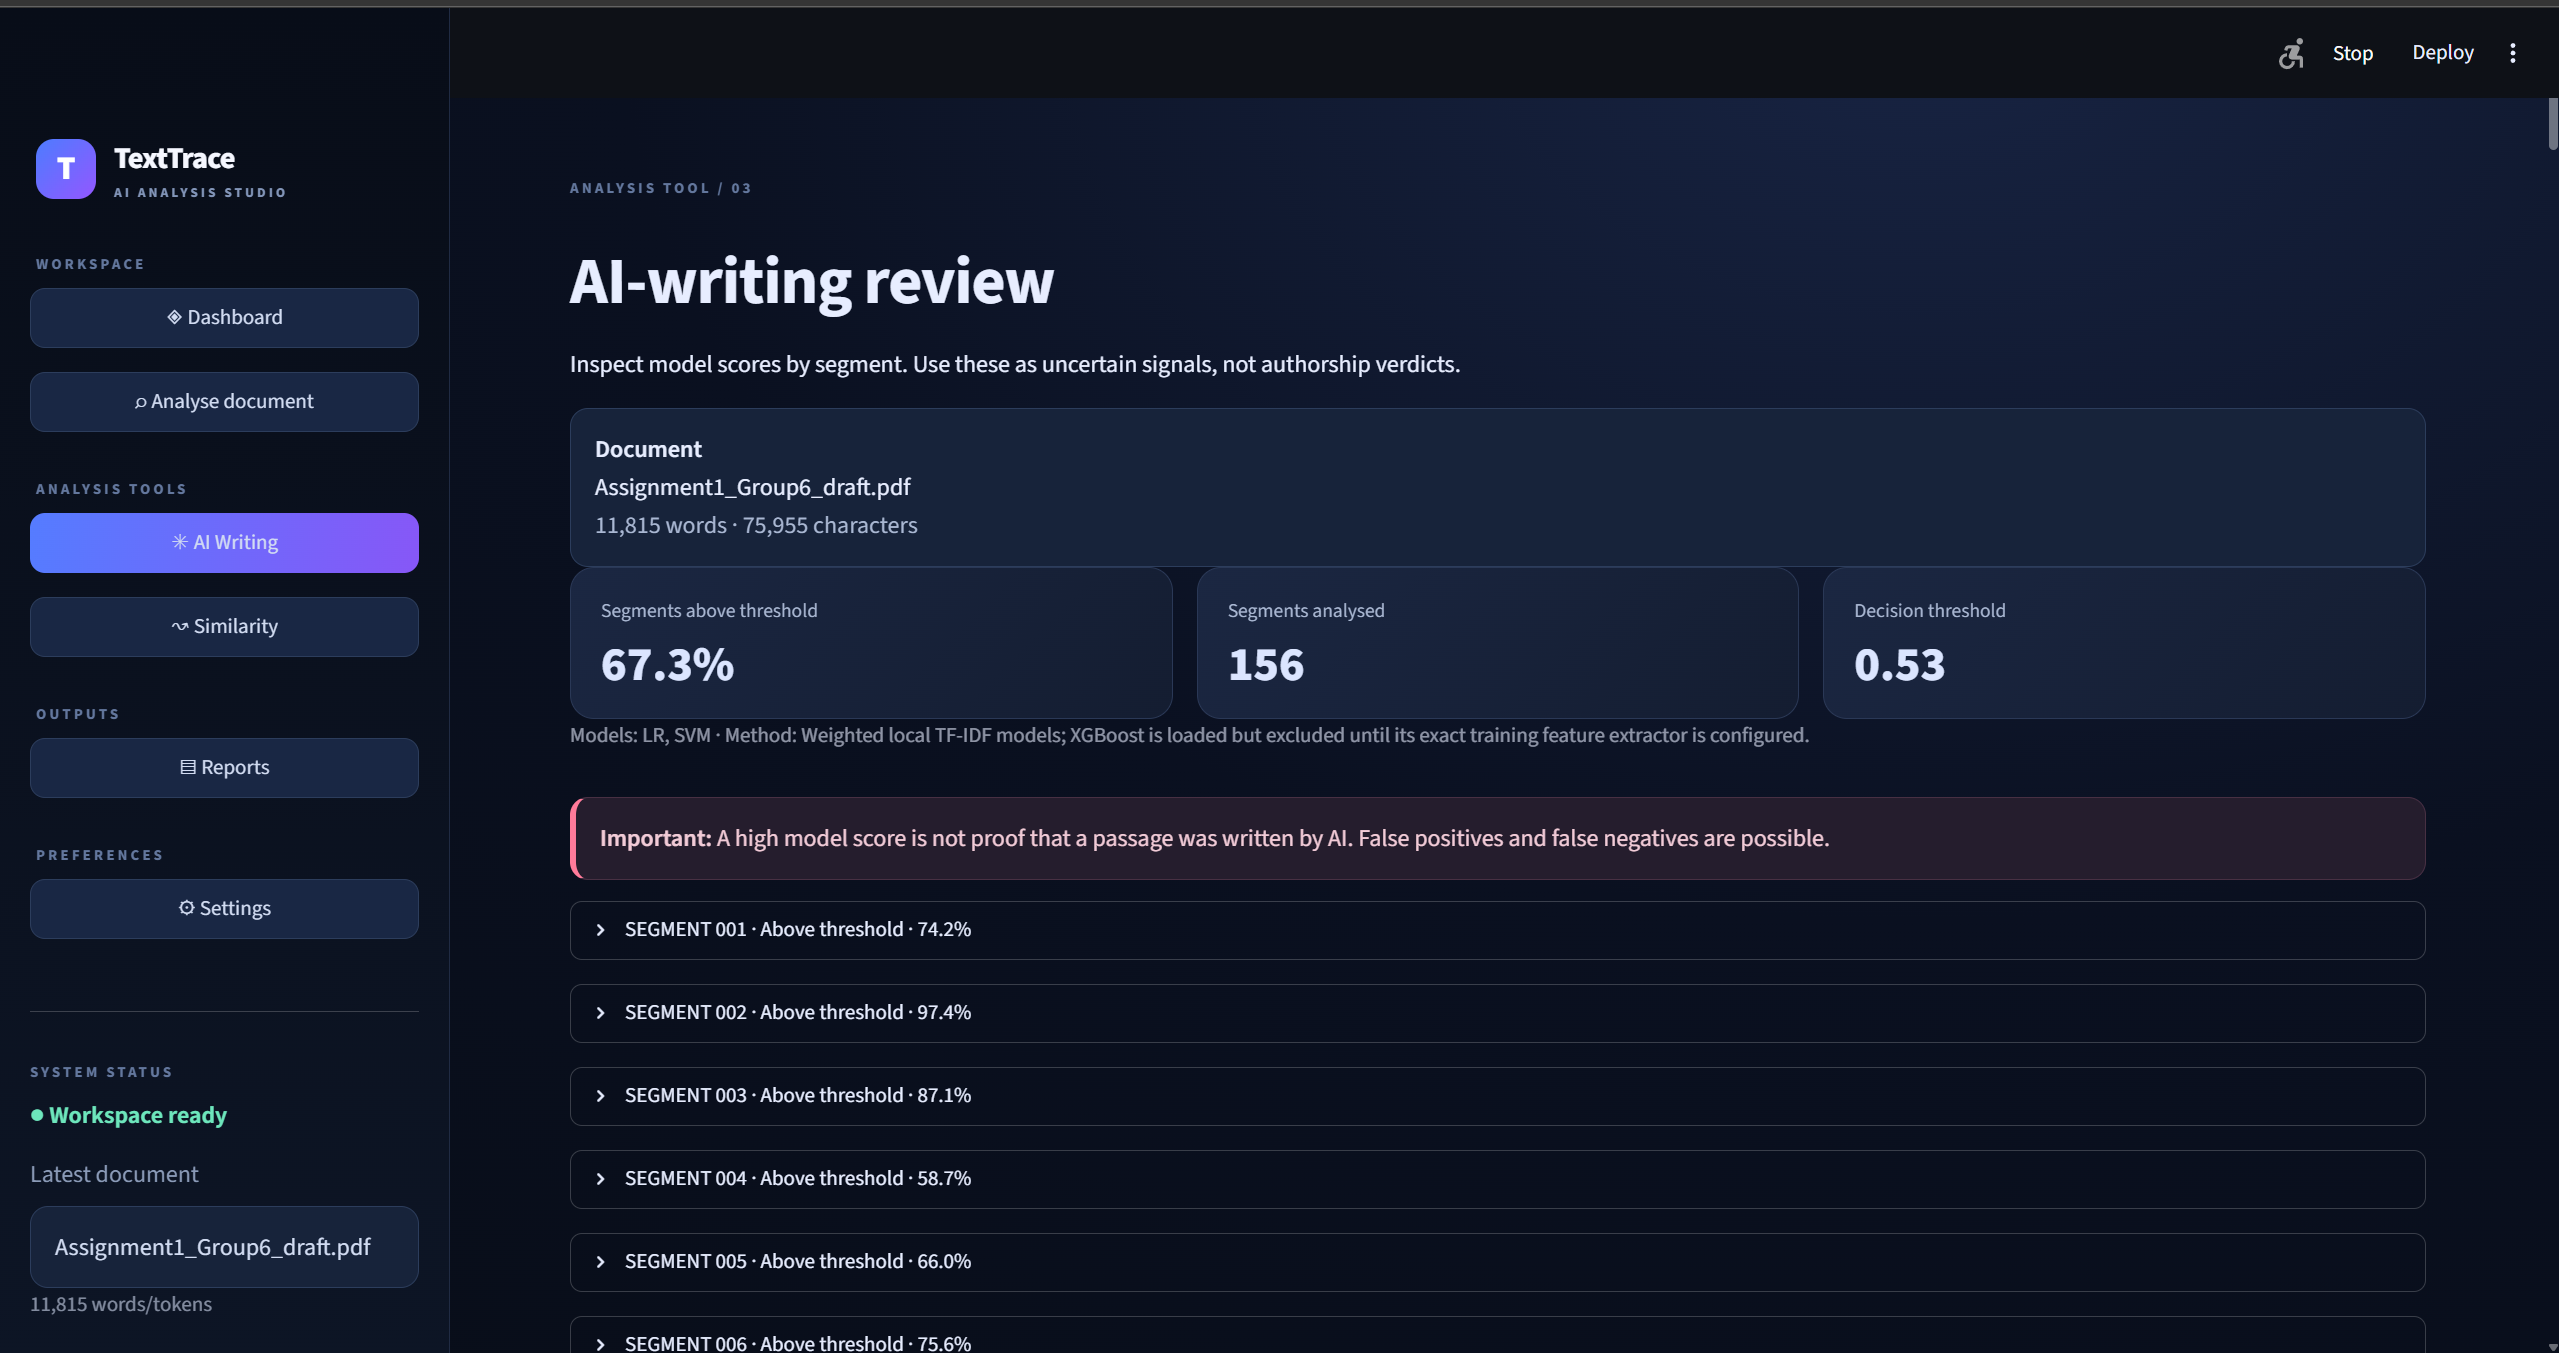 Stop
Deploy
T
TextTrace
AI ANALYSIS STUDIO
WORKSPACE
Dashboard
Analyse document
ANALYSIS TOOLS
AI Writing
Similarity
OUTPUTS
Reports
PREFERENCES
Settings
SYSTEM STATUS
Workspace ready
Latest document
Assignment1_Group6_draft.pdf
11,815 words/tokens
ANALYSIS TOOL / 03
AI-writing review
Inspect model scores by segment. Use these as uncertain signals, not authorship verdicts.
Document
Assignment1_Group6_draft.pdf
11,815 words · 75,955 characters
Segments above threshold
67.3%
Segments analysed
156
Decision threshold
0.53
Models: LR, SVM · Method: Weighted local TF-IDF models; XGBoost is loaded but excluded until its exact training feature extractor is configured.
Important: A high model score is not proof that a passage was written by AI. False positives and false negatives are possible.
SEGMENT 001 · Above threshold · 74.2%
SEGMENT 002 · Above threshold · 97.4%
SEGMENT 003 · Above threshold · 87.1%
SEGMENT 004 · Above threshold · 58.7%
SEGMENT 005 · Above threshold · 66.0%
SEGMENT 006 · Above threshold · 75.6%